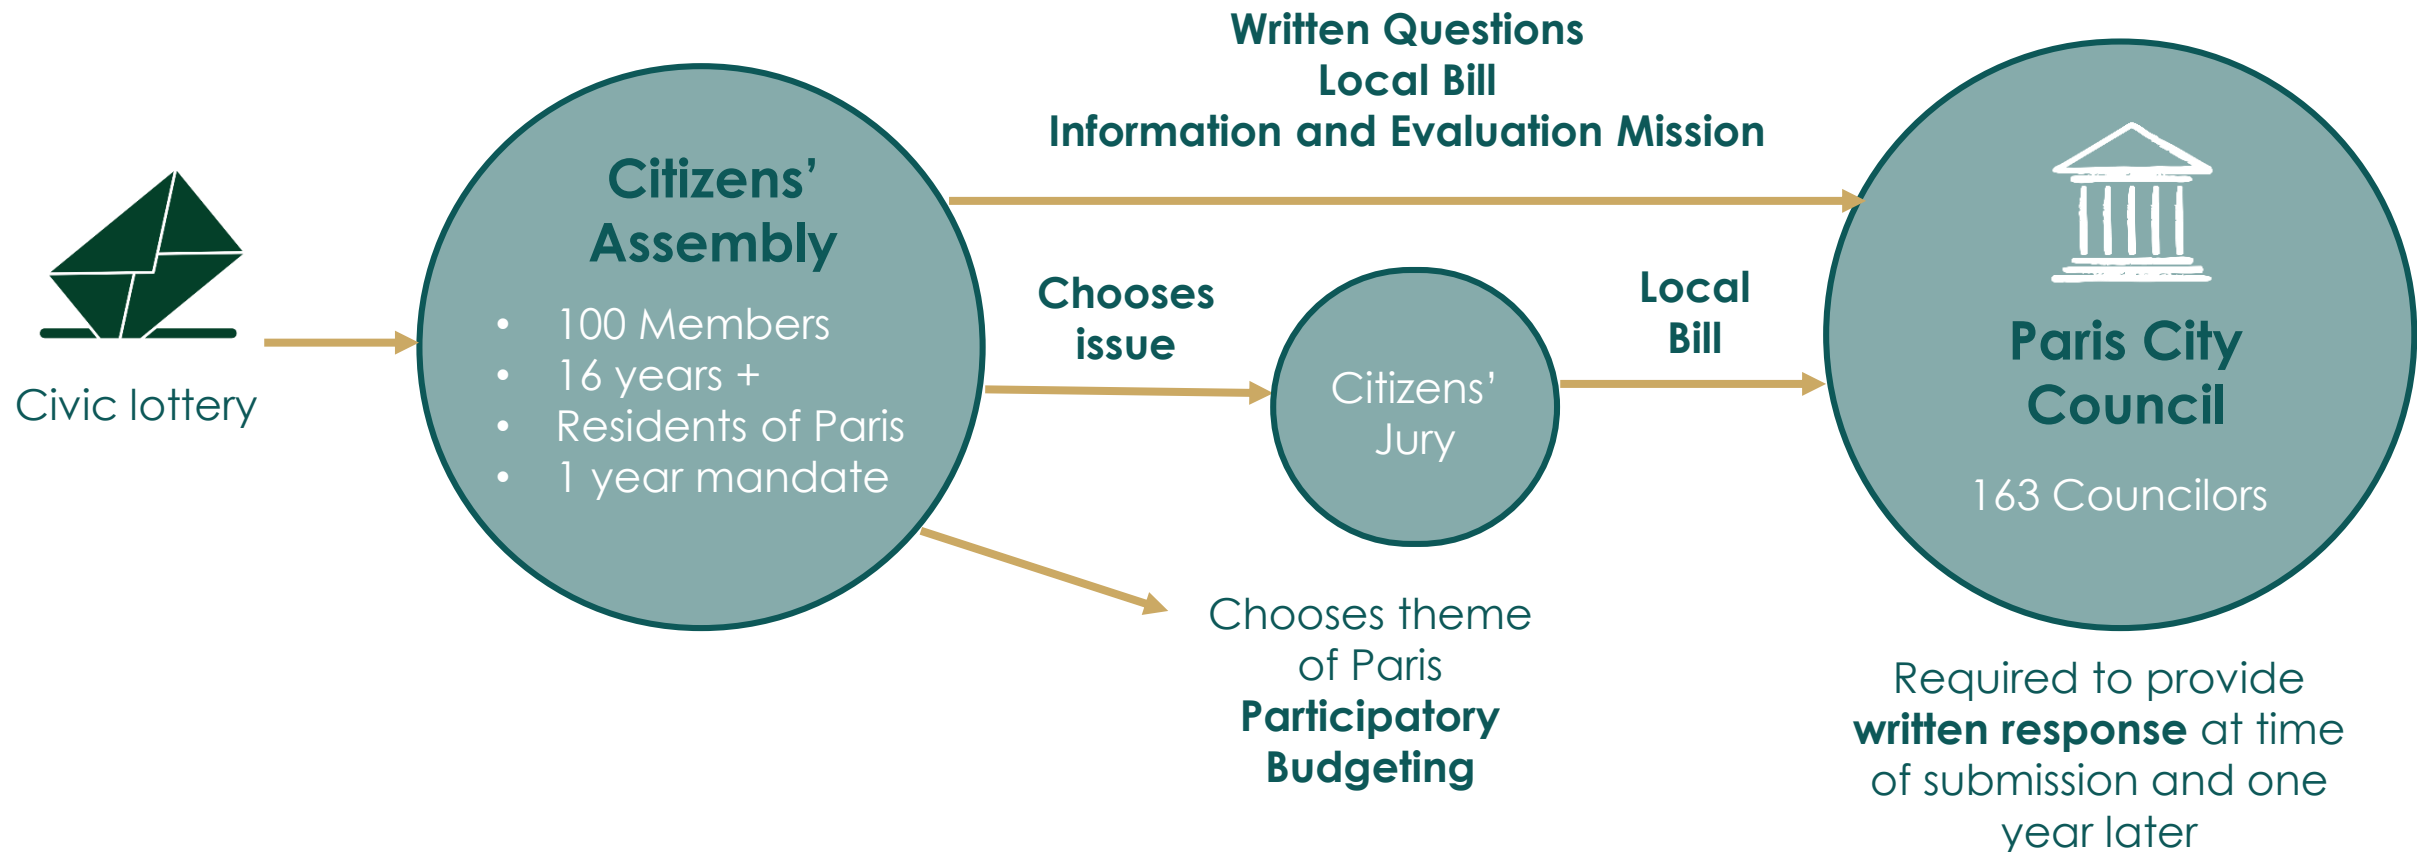 Civic lottery
Citizens’
Assembly
• 100 Members
• 16 years +
• Residents of Paris
• 1 year mandate
Written Questions
Local Bill
Information and Evaluation Mission
Chooses
issue
Citizens’
Jury
Local
Bill
Chooses theme
of Paris
Participatory
Budgeting
Paris City
Council
163 Councilors
Required to provide
written response at time
of submission and one
year later